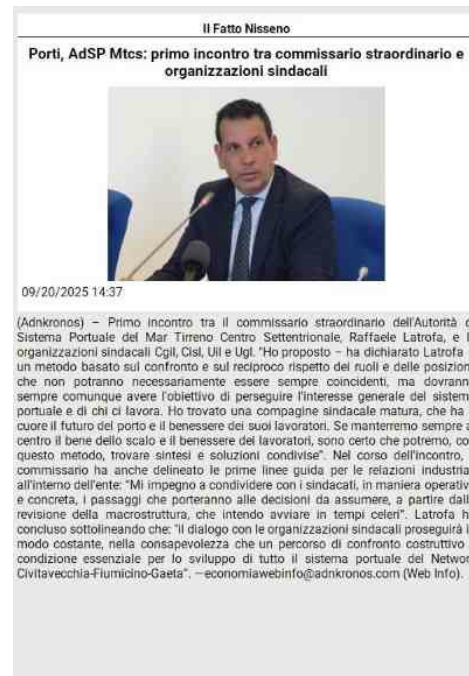 Il Fatto Nisseno
Porti, AdSP Mtcs: primo incontro tra commissario straordinario e
organizzazioni sindacali
09/20/2025 14:37
(Adnkronos) – Primo incontro tra il commissario straordinario dell'Autorità d
Sistema Portuale del Mar Tirreno Centro Settentrionale, Raffaele Latrofa, e l
organizzazioni sindacali Cgil, Cisl, Uil e Ugl. "Ho proposto – ha dichiarato Latrofa
un metodo basato sul confronto e sul reciproco rispetto dei ruoli e delle posizion
che non potranno necessariamente essere sempre coincidenti, ma dovrann
sempre comunque avere l'obiettivo di perseguire l'interesse generale del sistem
portuale e di chi ci lavora. Ho trovato una compagine sindacale matura, che ha
cuore il futuro del porto e il benessere dei suoi lavoratori. Se manterremo sempre a
centro il bene dello scalo e il benessere dei lavoratori, sono certo che potremo, co
questo metodo, trovare sintesi e soluzioni condivise". Nel corso dell'incontro,
commissario ha anche delineato le prime linee guida per le relazioni industria
all'interno dell'ente: "Mi impegno a condividere con i sindacati, in maniera operativ
e concreta, i passaggi che porteranno alle decisioni da assumere, a partire dall
revisione della macrostruttura, che intendo avviare in tempi celeri". Latrofa h
concluso sottolineando che: "il dialogo con le organizzazioni sindacali proseguirà i
modo costante, nella consapevolezza che un percorso di confronto costruttivo
condizione essenziale per lo sviluppo di tutto il sistema portuale del Networ
Civitavecchia-Fiumicino-Gaeta". —economiawebinfo@adnkronos.com (Web Info).